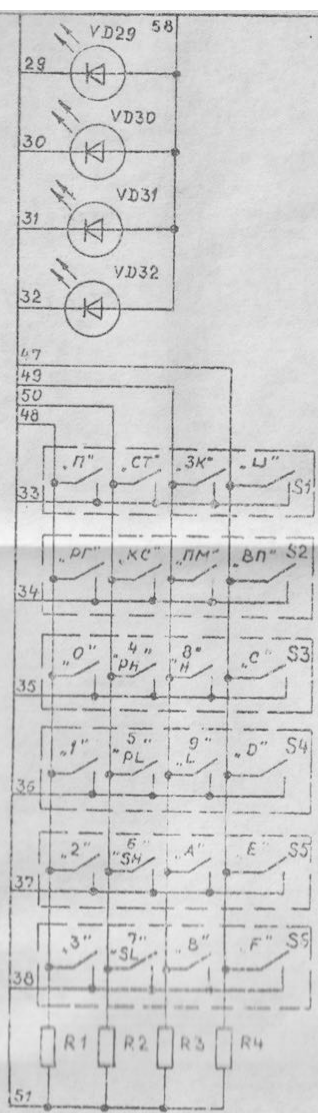 58
VD29
29
VD30
30
VD31
31
VD32
32
47
49
50
48
„П" „СТ" „ЗК" „Ш" S1
33
„РГ" „КС" „ПМ" „ВП" S2
34
„0" „4 PH" „8 H" „C" S3
35
„1" „5 PL" „9 L" „D" S4
36
„2" „6 SH" „A" „E" S5
37
„3" „7 SL" „B" „F"
38
R1 R2 R3 R4
51